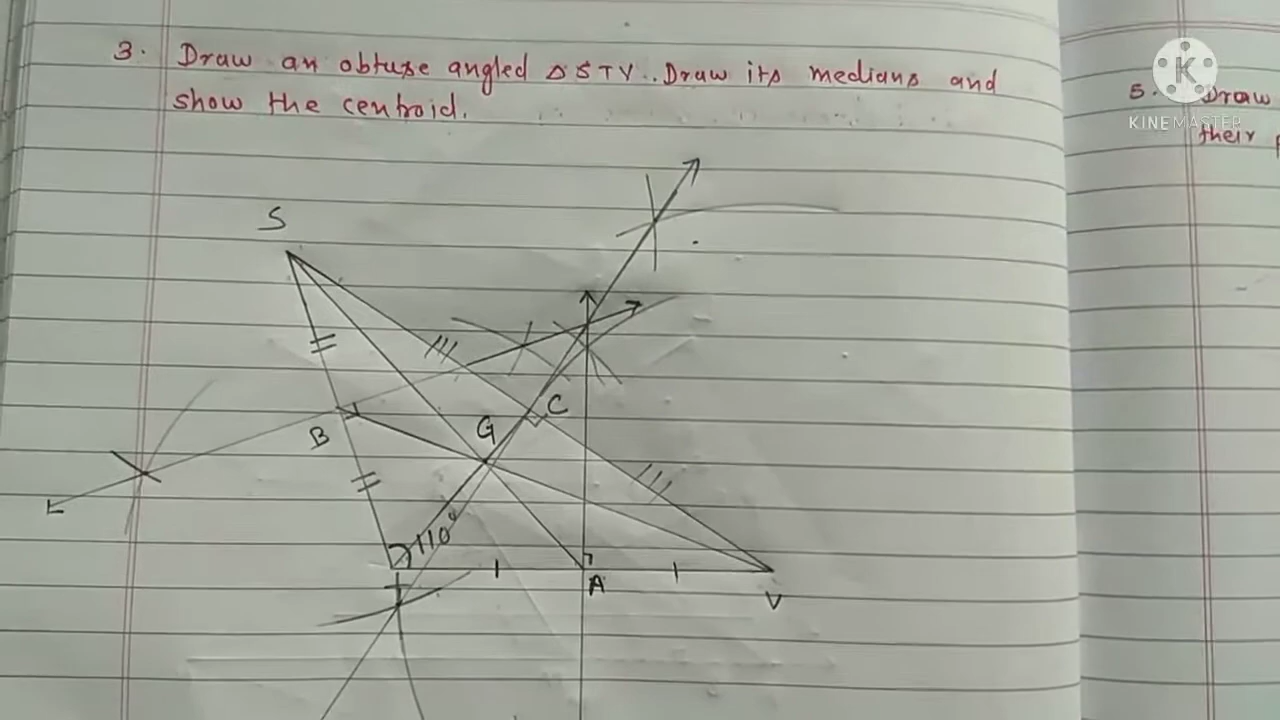 3. Draw an obtuse angled △STV. Draw its medians and
show the centroid.
5. Draw
their
K
KINEMASTER
S
C
G
B
110°
T
A
V